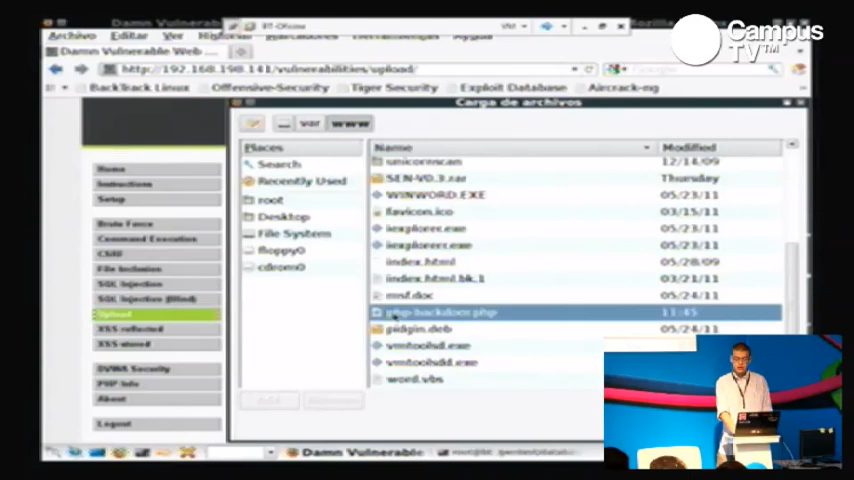 Campus
TV™
Damn Vulnerable
Archivo Editar Ver
Damn Vulnerable Web ...
http://192.168.198.141/vulnerabilities/upload/
BackTrack Linux Offensive-Security Tiger Security Exploit Database Aircrack-ng
Carga de archivos
var www
Places
Search
Recently Used
root
Desktop
File System
floppy0
cdrom0
Name Modified
unicornscan 12/14/09
SEN-V0.3.rar Thursday
WINWORD.EXE 05/23/11
favicon.ico 03/15/11
iexplorer.exe 05/23/11
iexplorerr.exe 05/23/11
index.html 05/28/09
index.html.bk.1 03/21/11
msf.doc 05/24/11
php-backdoor.php 11:45
pidgin.deb 05/24/11
vmtoolsd.exe
vmtoolsdd.exe
word.vbs
Home
Instructions
Setup
Brute Force
Command Execution
CSRF
File Inclusion
SQL Injection
SQL Injection (Blind)
Upload
XSS reflected
XSS stored
DVWA Security
PHP Info
About
Logout
Damn Vulnerable